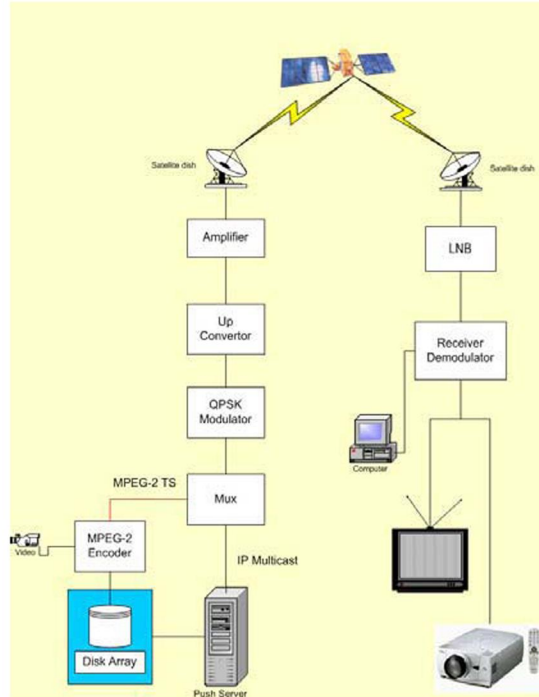 Satellite dish
Satellite dish
Amplifier
LNB
Up
Convertor
Receiver
Demodulator
QPSK
Modulator
Computer
MPEG-2 TS
Mux
MPEG-2
Encoder
Video
IP Multicast
Disk Array
Push Server